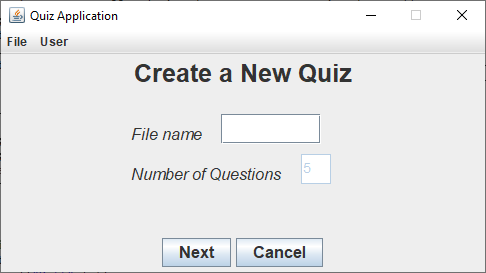 Quiz Application
File User
Create a New Quiz
File name
Number of Questions 5
Next Cancel